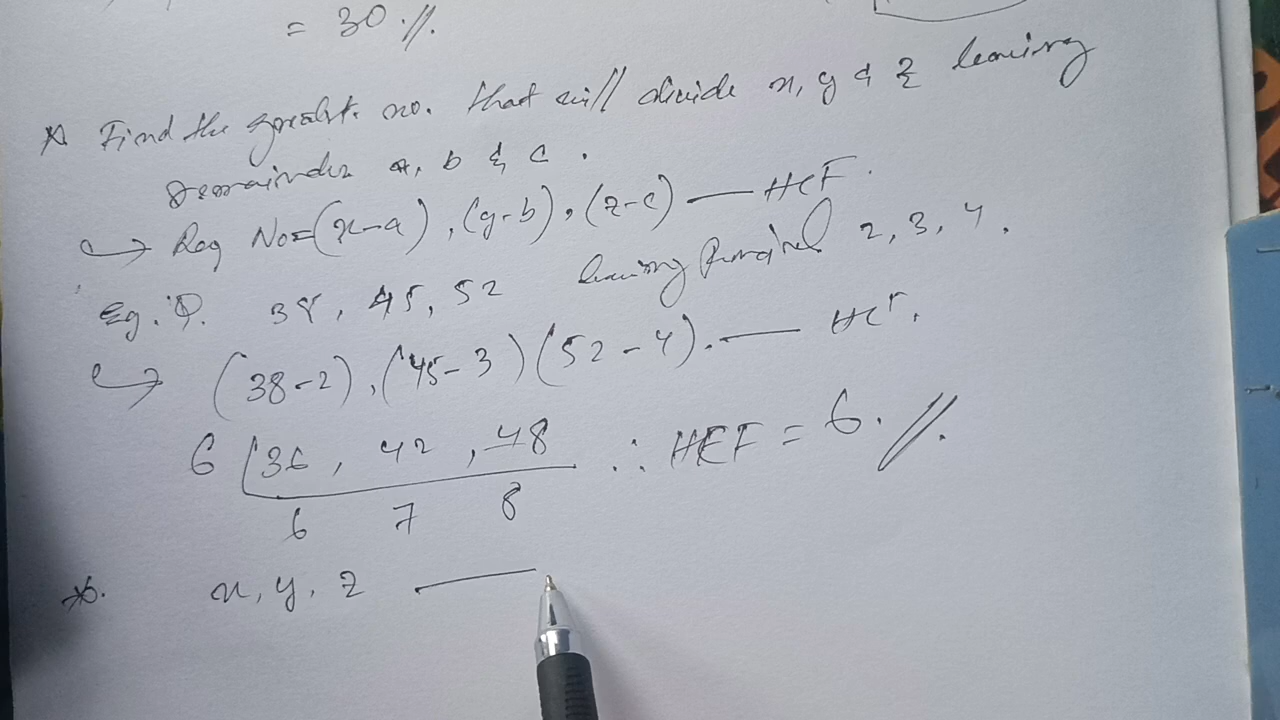 = 30 //.
* Find the greatest no. that will divide x, y & z leaving
remainder a, b & c.
↪ Req No = (x-a), (y-b), (z-c) — HCF.
Eg. Q. 38, 45, 52 leaving 2, 3, 4.
↪ (38-2), (45-3) (52-4). — HCF.
6 | 36, 42, 48 ∴ HCF = 6. //.
6 7 8
*. x, y, z —